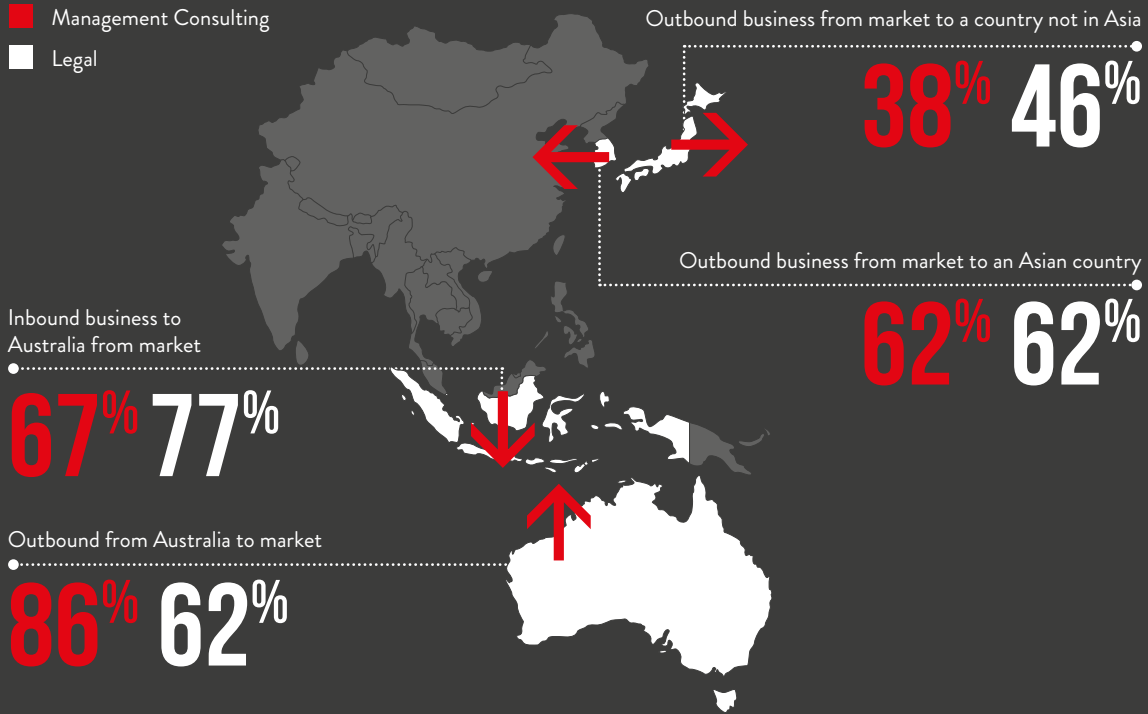 Management Consulting
Legal
Outbound business from market to a country not in Asia
38% 46%
Outbound business from market to an Asian country
62% 62%
Inbound business to
Australia from market
67% 77%
Outbound from Australia to market
86% 62%